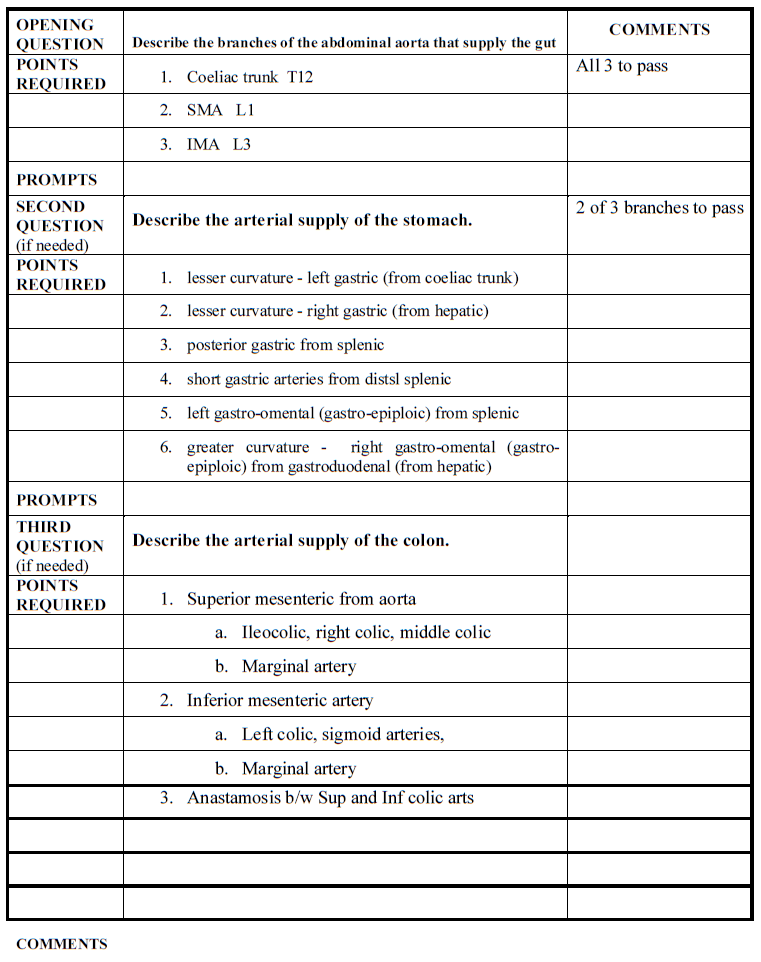 OPENING QUESTION Describe the branches of the abdominal aorta that supply the gut COMMENTS
POINTS REQUIRED 1. Coeliac trunk T12 All 3 to pass
2. SMA L1
3. IMA L3
PROMPTS
SECOND QUESTION (if needed) Describe the arterial supply of the stomach. 2 of 3 branches to pass
POINTS REQUIRED 1. lesser curvature - left gastric (from coeliac trunk)
2. lesser curvature - right gastric (from hepatic)
3. posterior gastric from splenic
4. short gastric arteries from distsl splenic
5. left gastro-omental (gastro-epiploic) from splenic
6. greater curvature - right gastro-omental (gastro-
epiploic) from gastroduodenal (from hepatic)
PROMPTS
THIRD QUESTION (if needed) Describe the arterial supply of the colon.
POINTS REQUIRED 1. Superior mesenteric from aorta
a. Ileocolic, right colic, middle colic
b. Marginal artery
2. Inferior mesenteric artery
a. Left colic, sigmoid arteries,
b. Marginal artery
3. Anastamosis b/w Sup and Inf colic arts
COMMENTS